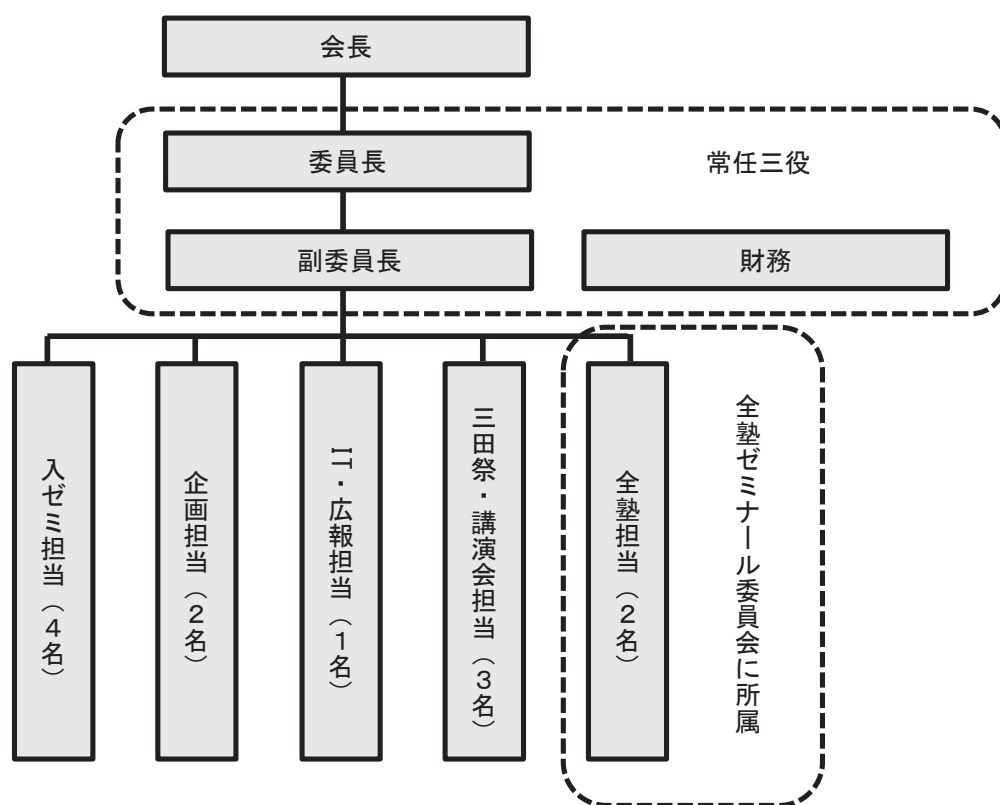 会長
委員長
常任三役
副委員長
財務
入ゼミ担当（4名）
企画担当（2名）
IT・広報担当（1名）
三田祭・講演会担当（3名）
全塾担当（2名）
全塾ゼミナール委員会に所属